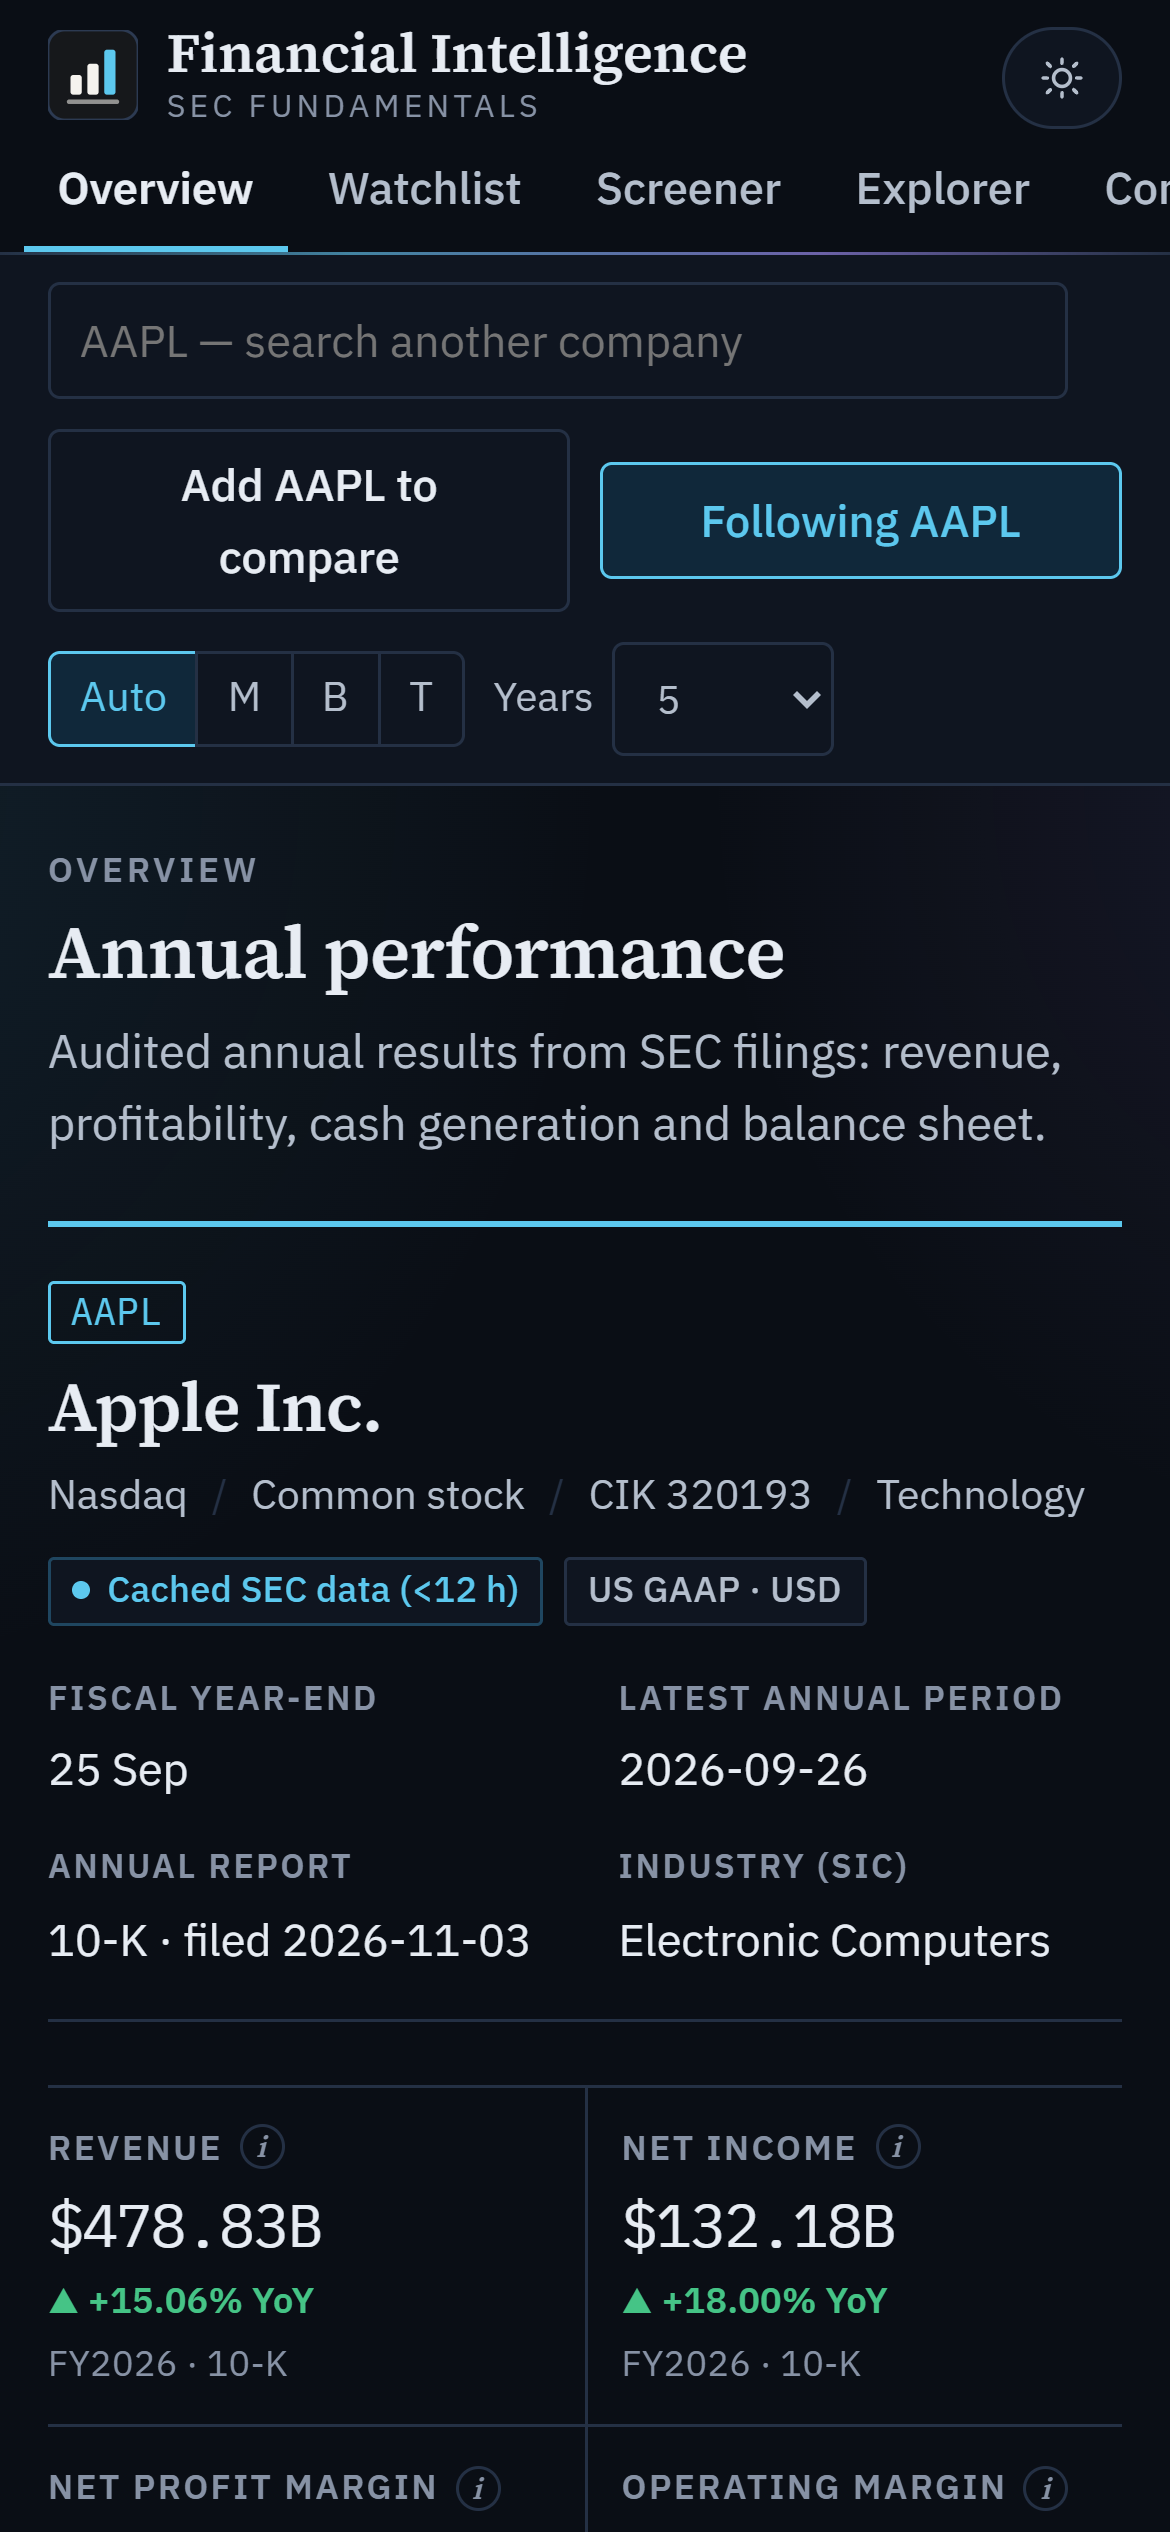 Financial Intelligence
SEC FUNDAMENTALS
Overview Watchlist Screener Explorer Cor
AAPL — search another company
Add AAPL to
compare
Following AAPL
Auto M B T Years 5
OVERVIEW
Annual performance
Audited annual results from SEC filings: revenue,
profitability, cash generation and balance sheet.
AAPL
Apple Inc.
Nasdaq / Common stock / CIK 320193 / Technology
Cached SEC data (<12 h) US GAAP · USD
FISCAL YEAR-END LATEST ANNUAL PERIOD
25 Sep 2026-09-26
ANNUAL REPORT INDUSTRY (SIC)
10-K · filed 2026-11-03 Electronic Computers
REVENUE i NET INCOME i
$478.83B $132.18B
▲ +15.06% YoY ▲ +18.00% YoY
FY2026 · 10-K FY2026 · 10-K
NET PROFIT MARGIN i OPERATING MARGIN i